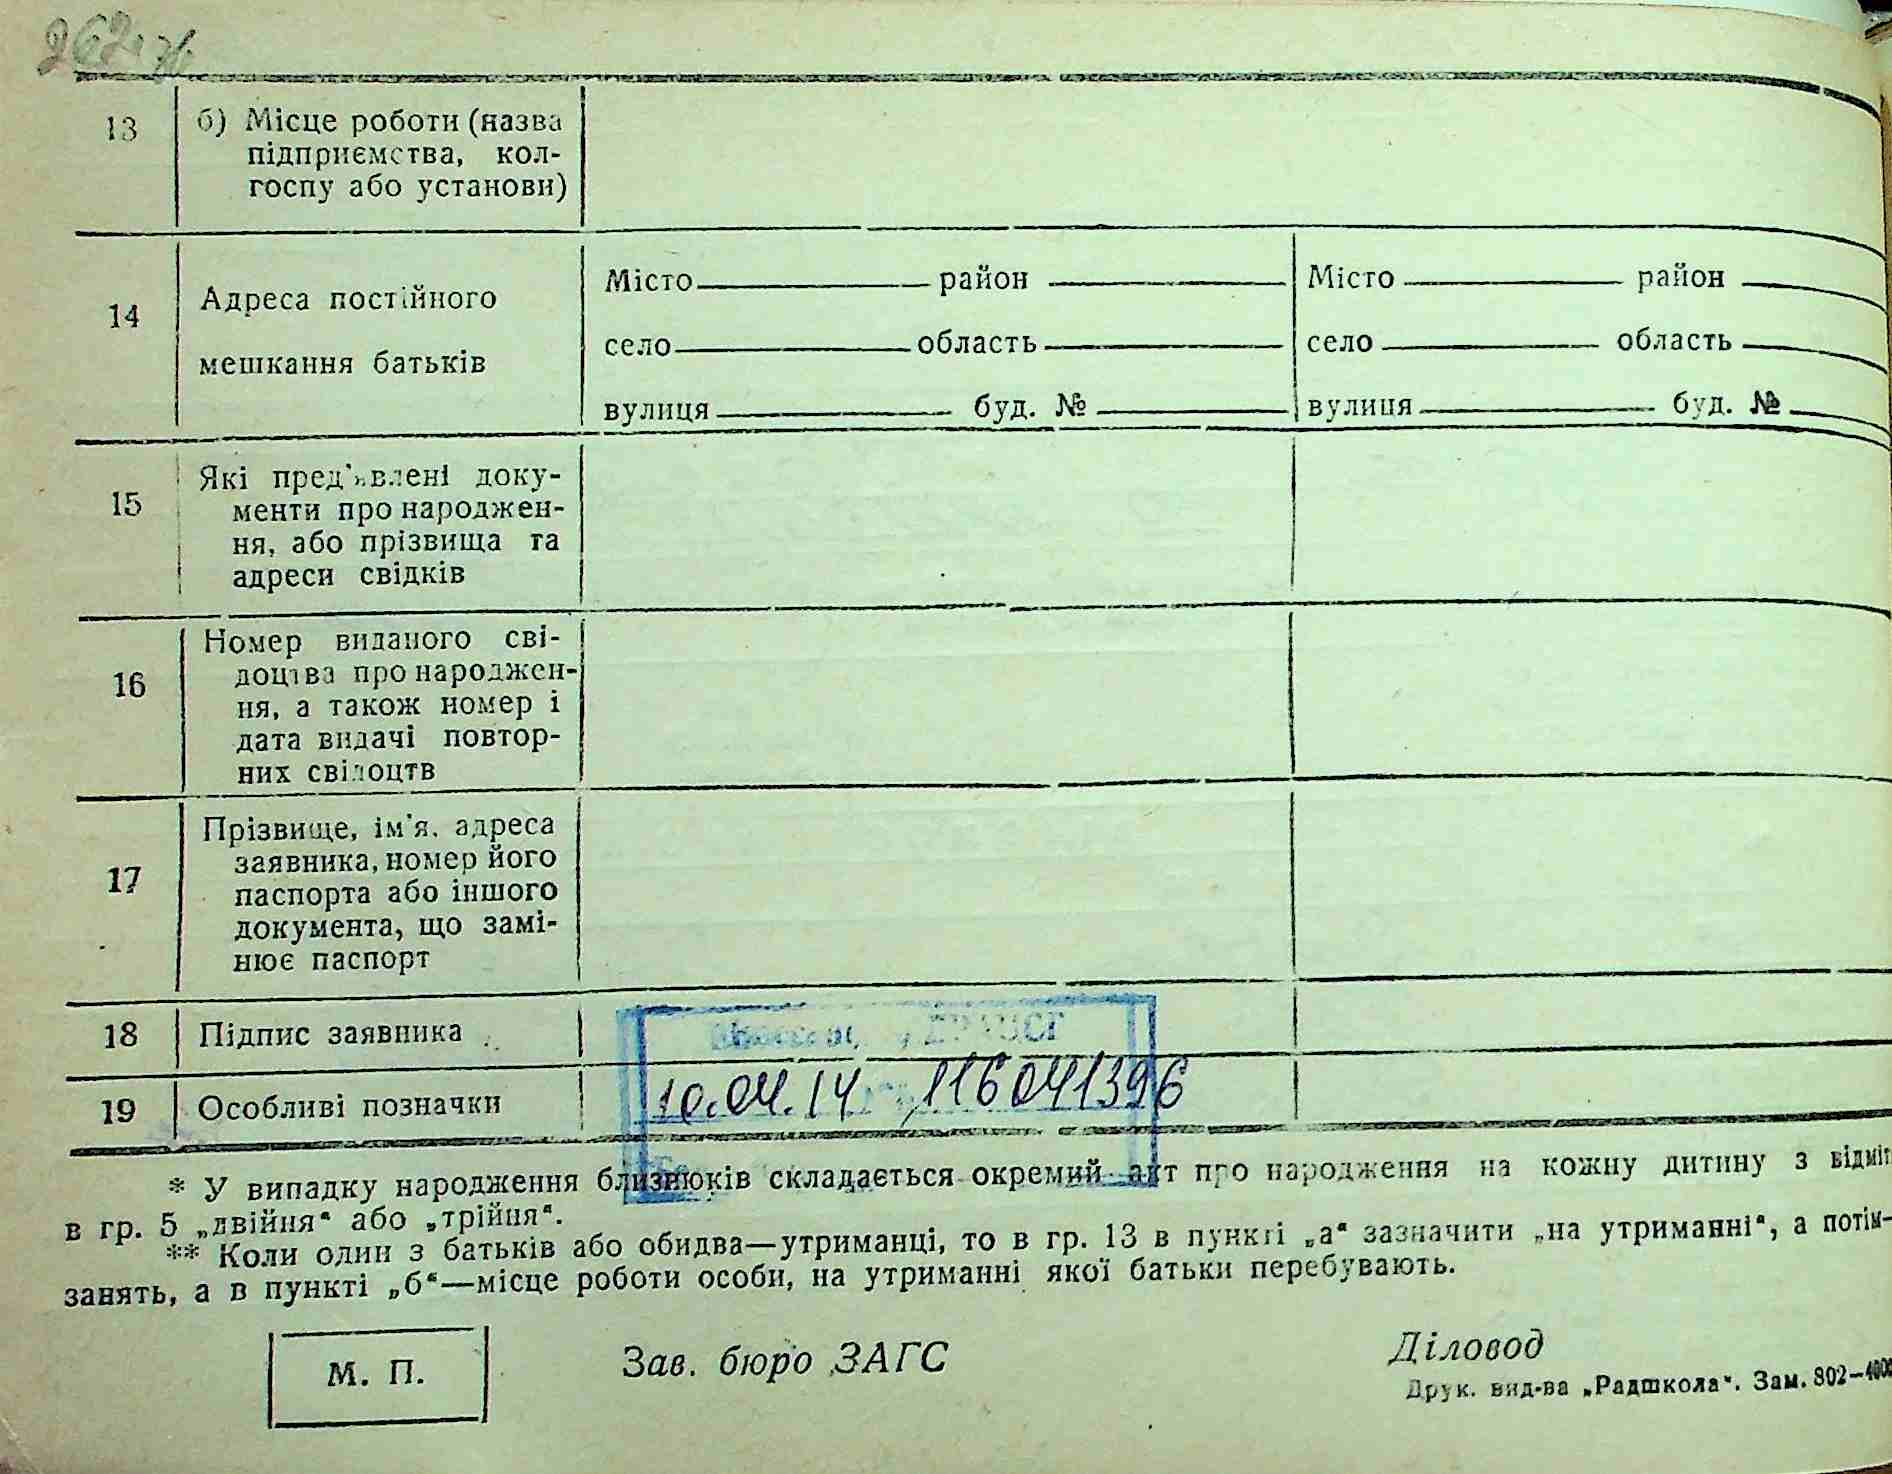 13
б) Місце роботи (назва
підприємства, кол-
госпу або установи)
14
Адреса постійного
мешкання батьків
Місто район
село область
вулиця буд. №
Місто район
село область
вулиця буд. №
15
Які пред'явлені доку-
менти про народжен-
ня, або прізвища та
адреси свідків
16
Номер виданого сві-
доцтва про народжен-
ня, а також номер і
дата видачі повтор-
них свідоцтв
17
Прізвище, ім'я, адреса
заявника, номер його
паспорта або іншого
документа, що замі-
нює паспорт
18
Підпис заявника
19
Особливі позначки
10.04.14 116041396
* У випадку народження близнюків складається окремий акт про народження на кожну дитину з відміт
в гр. 5 „двійня“ або „трійня“.
** Коли один з батьків або обидва—утриманці, то в гр. 13 в пункті „а“ зазначити „на утриманні“, а потім-
занять, а в пункті „б“—місце роботи особи, на утриманні якої батьки перебувають.
М. П.
Зав. бюро ЗАГС
Діловод
Друк. вид-ва „Радшкола“. Зам. 802—4000